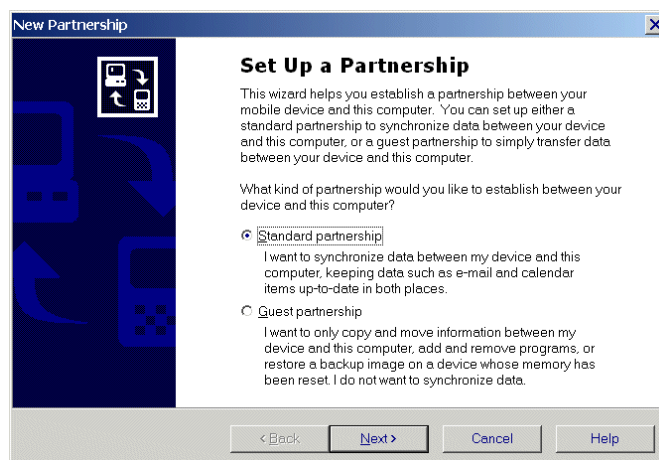 New Partnership
Set Up a Partnership
This wizard helps you establish a partnership between your
mobile device and this computer. You can set up either a
standard partnership to synchronize data between your device
and this computer, or a guest partnership to simply transfer data
between your device and this computer.
What kind of partnership would you like to establish between your
device and this computer?
Standard partnership
I want to synchronize data between my device and this
computer, keeping data such as e-mail and calendar
items up-to-date in both places.
Guest partnership
I want to only copy and move information between my
device and this computer, add and remove programs, or
restore a backup image on a device whose memory has
been reset. I do not want to synchronize data.
< Back Next > Cancel Help